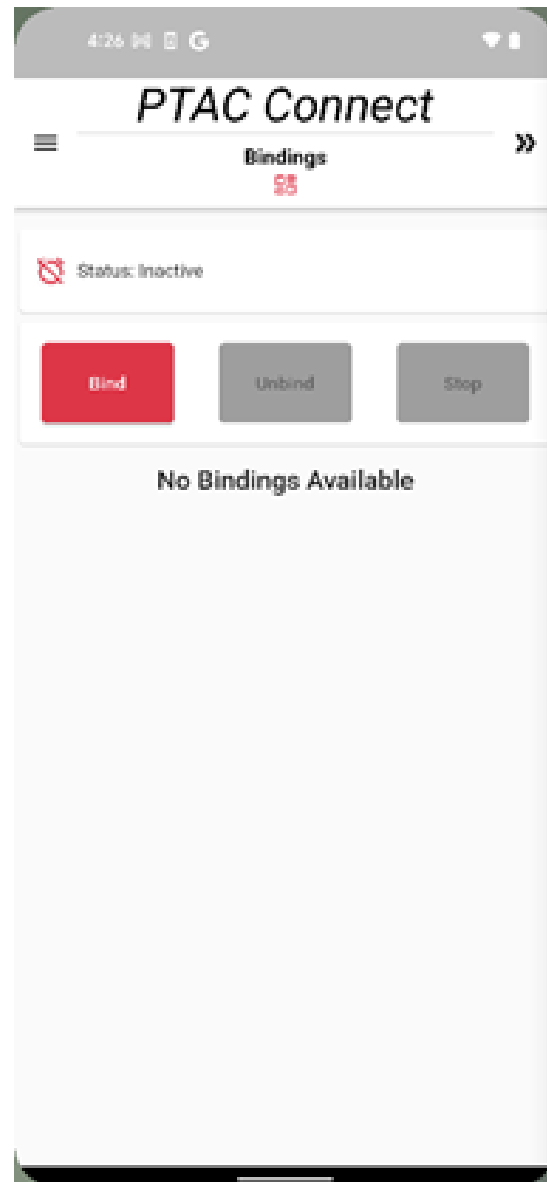 4:26
PTAC Connect
Bindings
Status: Inactive
Bind
Unbind
Stop
No Bindings Available